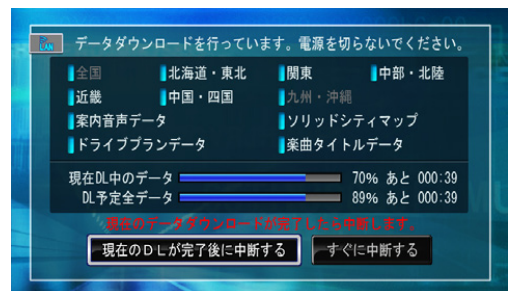 データダウンロードを行っています。電源を切らないでください。
全国 北海道・東北 関東 中部・北陸
近畿 中国・四国 九州・沖縄
案内音声データ ソリッドシティマップ
ドライブプランデータ 楽曲タイトルデータ
現在DL中のデータ 70% あと 000:39
DL予定全データ 89% あと 000:39
現在のデータダウンロードが完了したら中断します。
現在のDLが完了後に中断する すぐに中断する